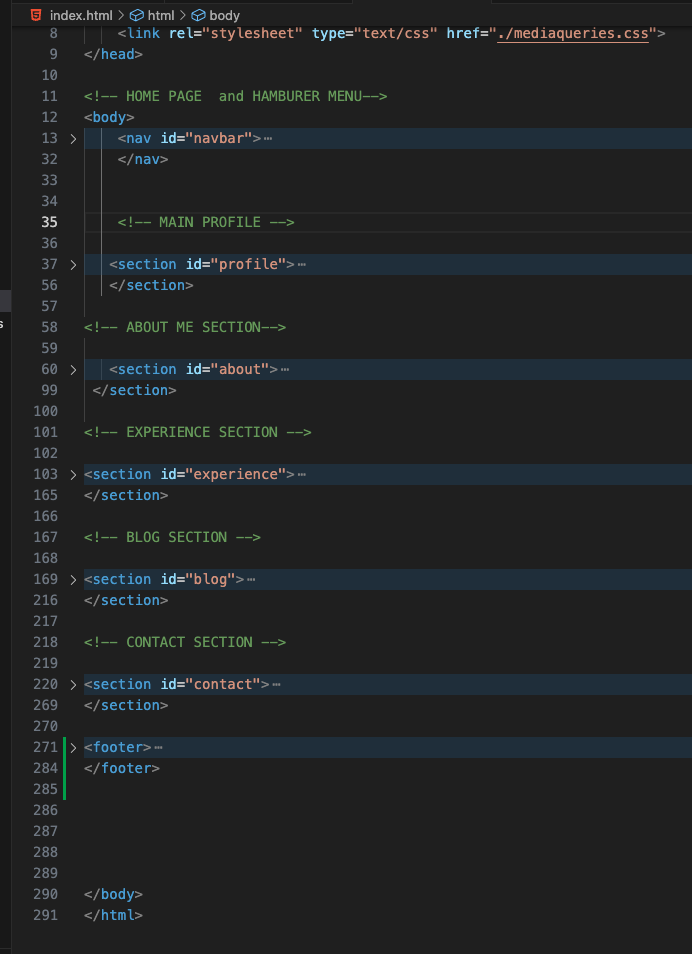 index.html > html > body
8 <link rel="stylesheet" type="text/css" href="./mediaqueries.css">
9 </head>
10
11 <!-- HOME PAGE  and HAMBURER MENU-->
12 <body>
13 > <nav id="navbar">⋯
32 </nav>
33
34
35 <!-- MAIN PROFILE -->
36
37 > <section id="profile">⋯
56 </section>
57
58 <!-- ABOUT ME SECTION-->
59
60 > <section id="about">⋯
99 </section>
100
101 <!-- EXPERIENCE SECTION -->
102
103 > <section id="experience">⋯
165 </section>
166
167 <!-- BLOG SECTION -->
168
169 > <section id="blog">⋯
216 </section>
217
218 <!-- CONTACT SECTION -->
219
220 > <section id="contact">⋯
269 </section>
270
271 > <footer>⋯
284 </footer>
285
286
287
288
289
290 </body>
291 </html>